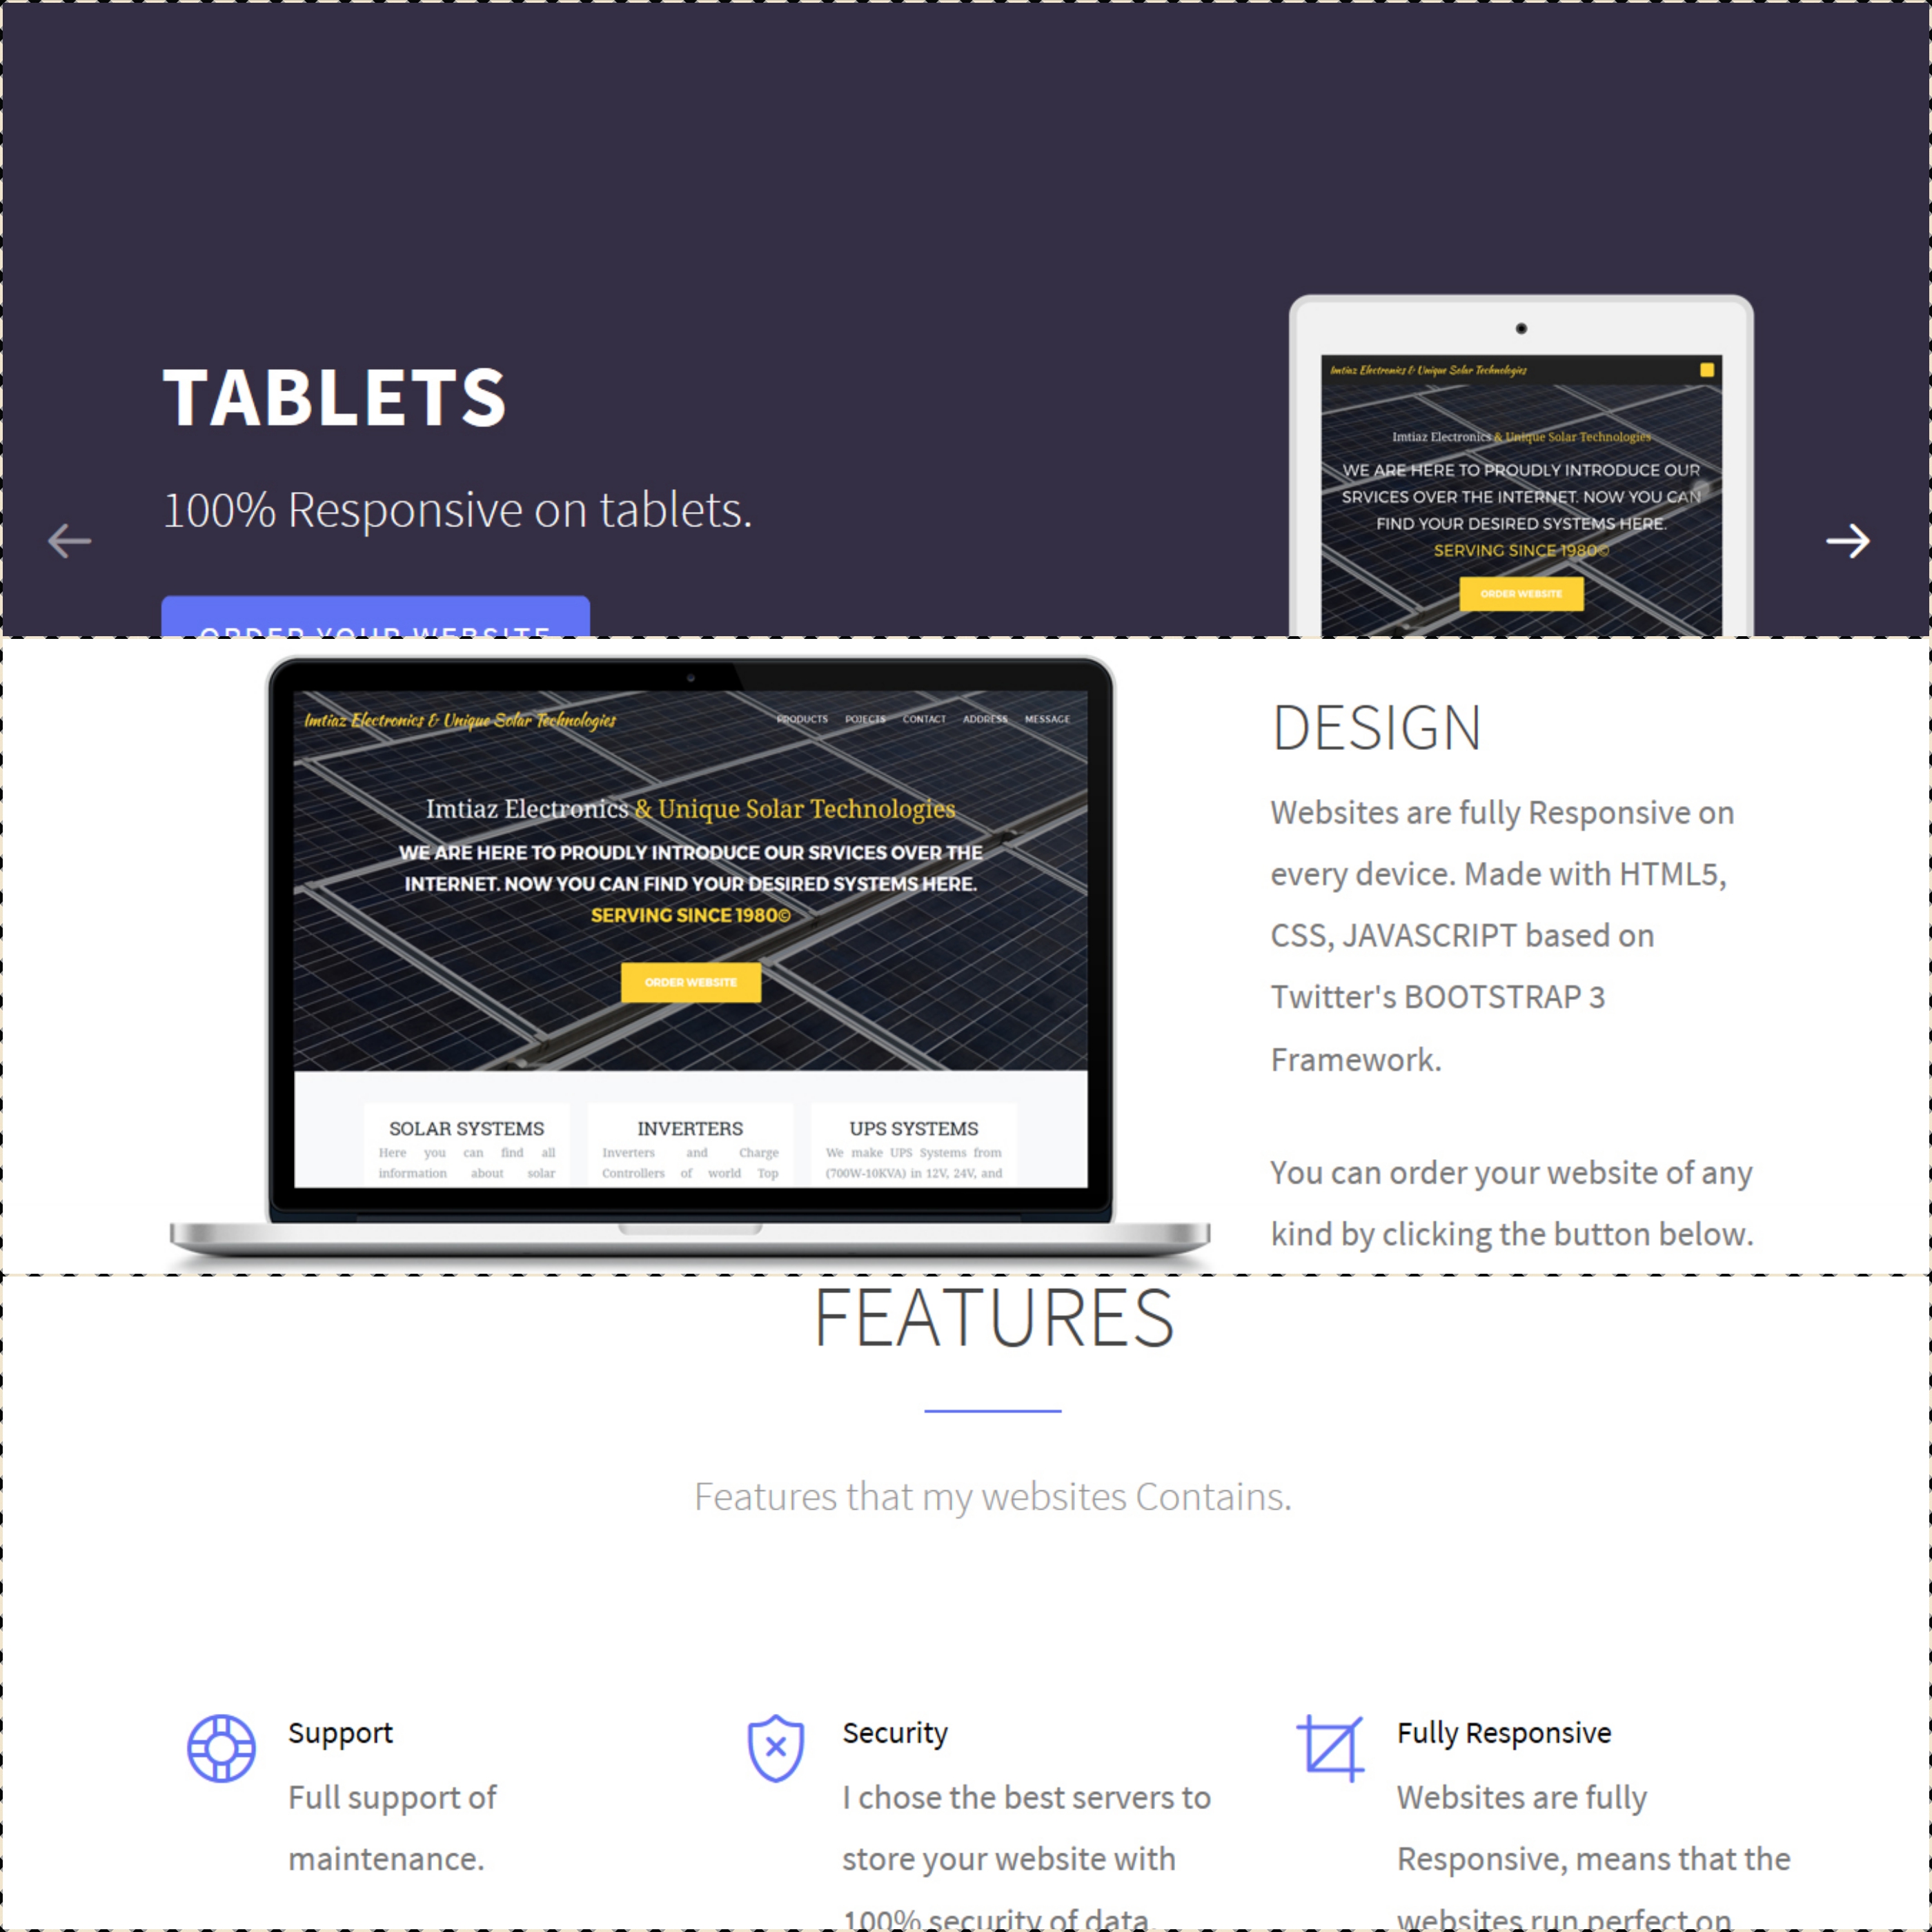 TABLETS
100% Responsive on tablets.
ORDER YOUR WEBSITE
Imtiaz Electronics & Unique Solar Technologies
Imtiaz Electronics & Unique Solar Technologies
WE ARE HERE TO PROUDLY INTRODUCE OUR
SRVICES OVER THE INTERNET. NOW YOU CAN
FIND YOUR DESIRED SYSTEMS HERE.
SERVING SINCE 1980©
ORDER WEBSITE
Imtiaz Electronics & Unique Solar Technologies
PRODUCTS POJECTS CONTACT ADDRESS MESSAGE
Imtiaz Electronics & Unique Solar Technologies
WE ARE HERE TO PROUDLY INTRODUCE OUR SRVICES OVER THE
INTERNET. NOW YOU CAN FIND YOUR DESIRED SYSTEMS HERE.
SERVING SINCE 1980©
ORDER WEBSITE
SOLAR SYSTEMS
Here you can find all
information about solar
INVERTERS
Inverters and Charge
Controllers of world Top
UPS SYSTEMS
We make UPS Systems from
(700W-10KVA) in 12V, 24V, and
DESIGN
Websites are fully Responsive on
every device. Made with HTML5,
CSS, JAVASCRIPT based on
Twitter's BOOTSTRAP 3
Framework.
You can order your website of any
kind by clicking the button below.
FEATURES
Features that my websites Contains.
Support
Full support of
maintenance.
Security
I chose the best servers to
store your website with
100% security of data.
Fully Responsive
Websites are fully
Responsive, means that the
websites run perfect on